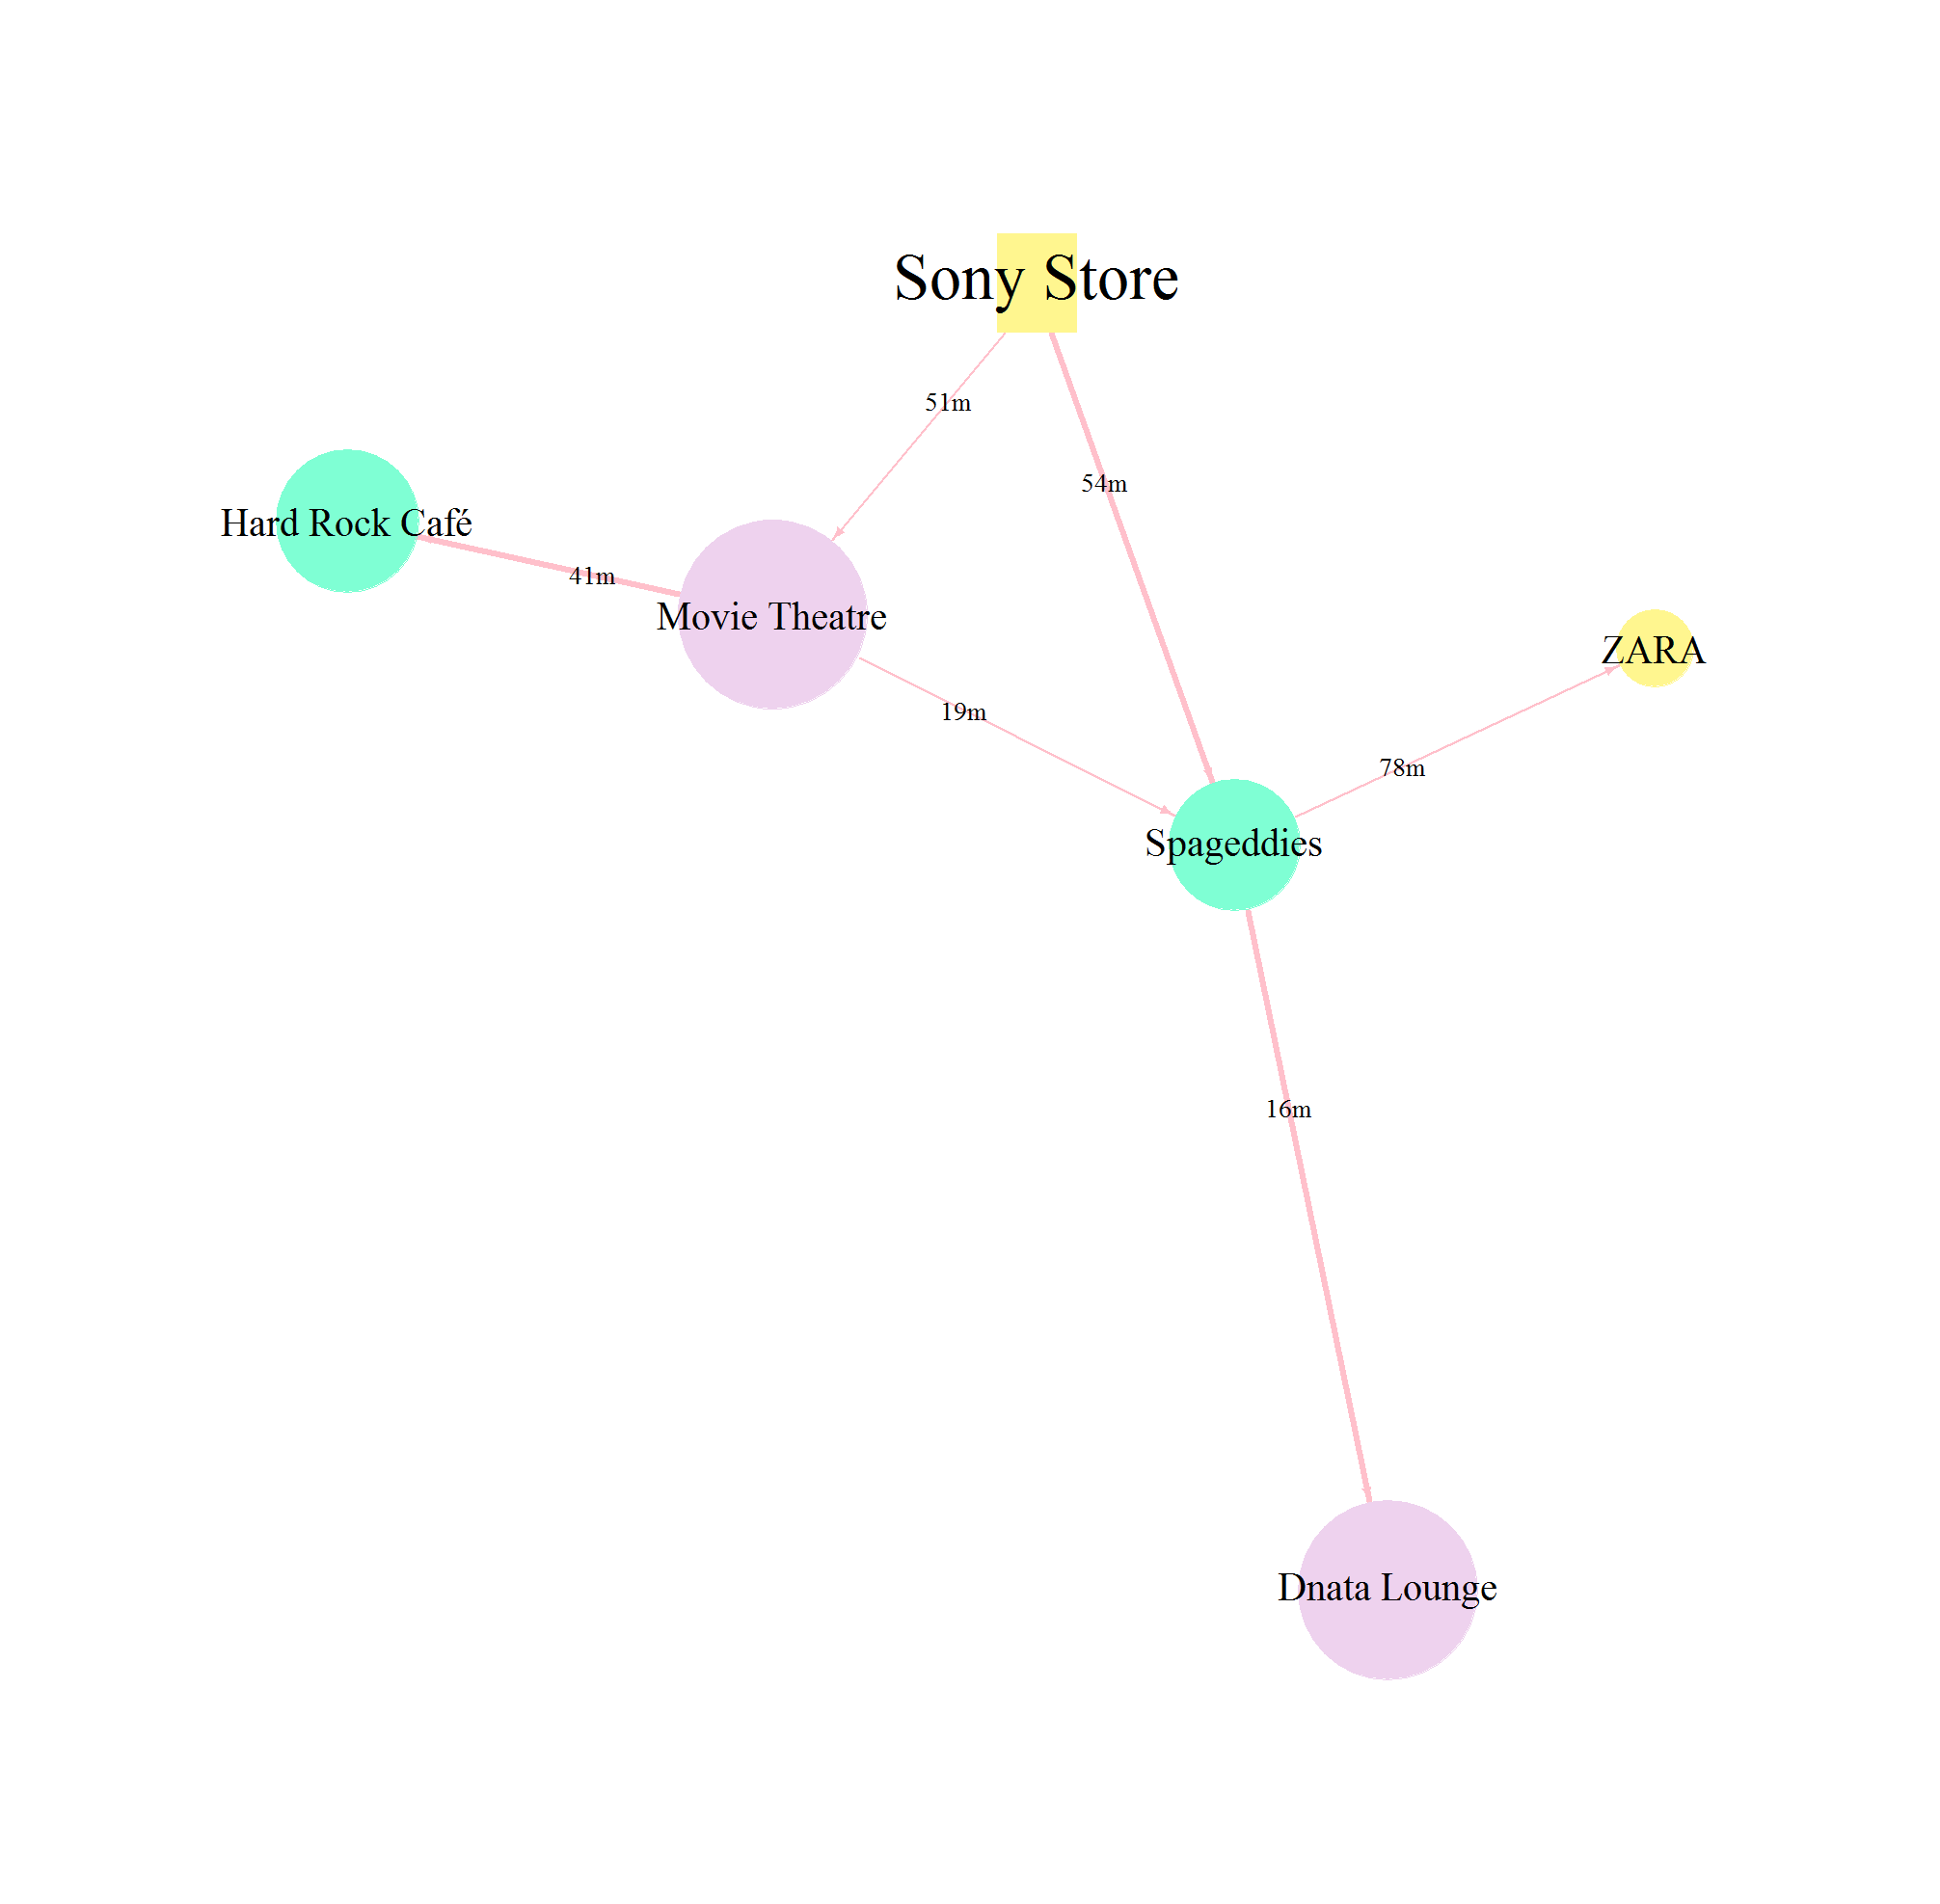 Sony Store
51m
54m
Hard Rock Café
41m
Movie Theatre
ZARA
19m
78m
Spageddies
16m
Dnata Lounge